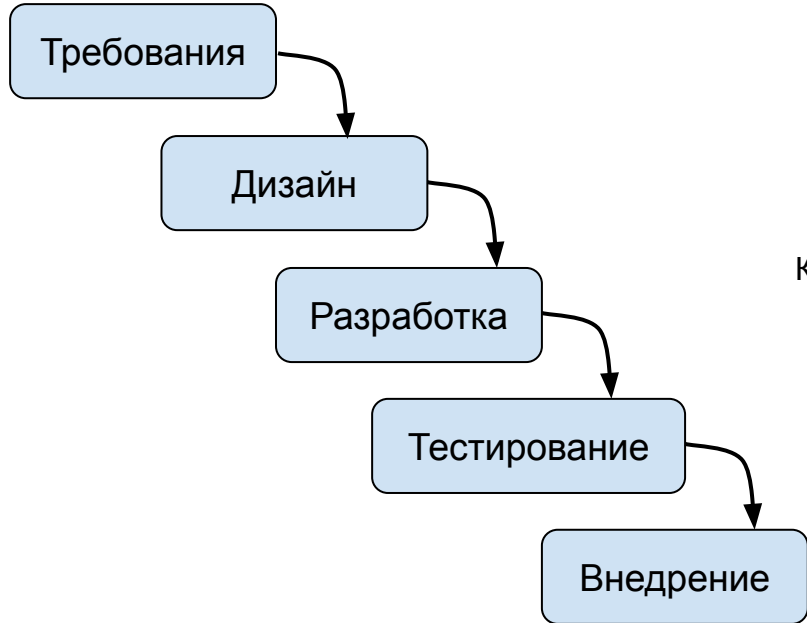 Требования
Дизайн
К
Разработка
Тестирование
Внедрение